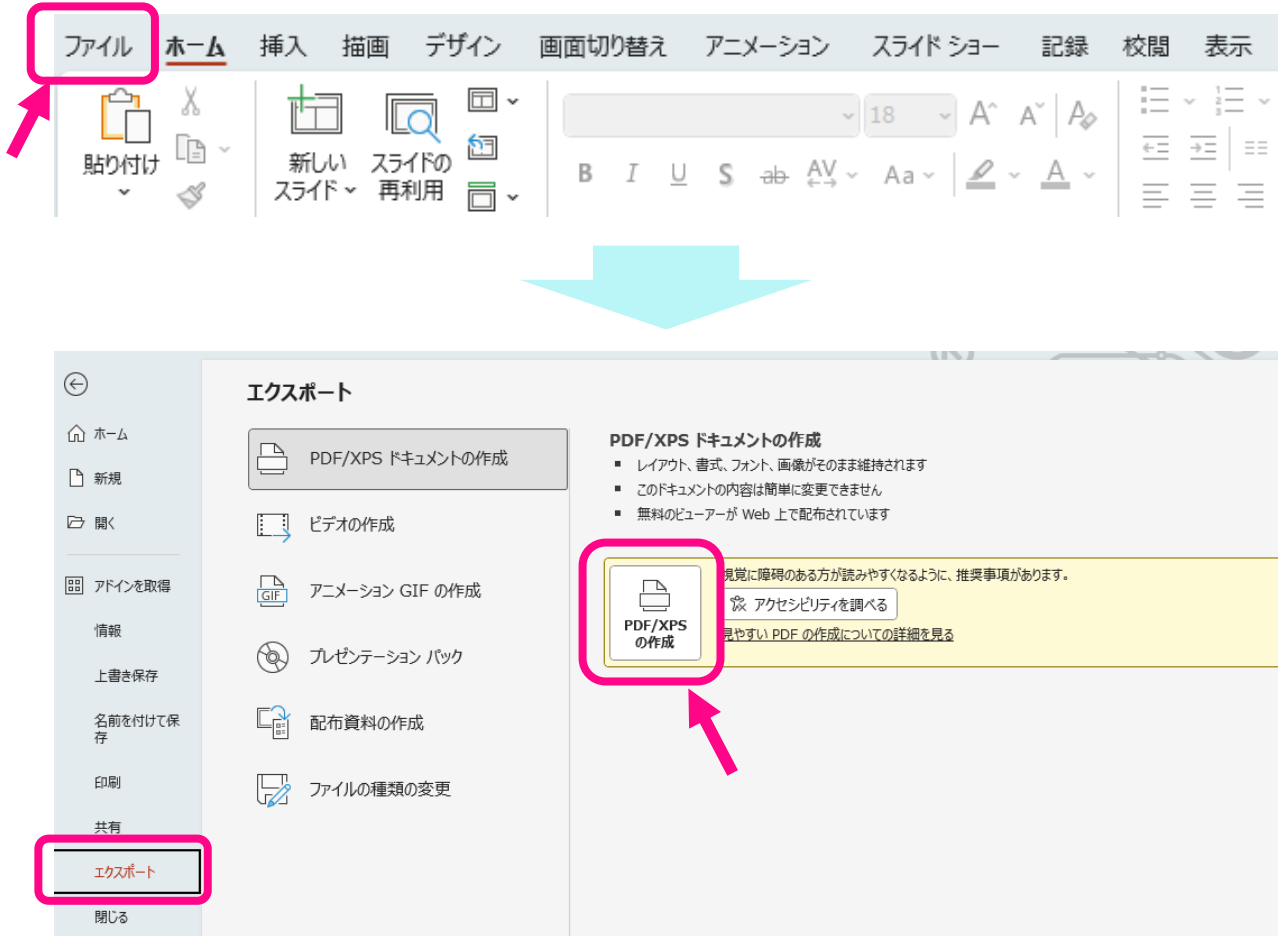 ファイル ホーム 挿入 描画 デザイン 画面切り替え アニメーション スライド ショー 記録 校閲 表示
貼り付け
新しい
スライド
スライドの
再利用
18 A A A
B I U S ab AV Aa A
エクスポート
ホーム
新規
開く
アドインを取得
情報
上書き保存
名前を付けて保
存
印刷
共有
エクスポート
閉じる
PDF/XPS ドキュメントの作成
ビデオの作成
GIF アニメーション GIF の作成
プレゼンテーション パック
配布資料の作成
ファイルの種類の変更
PDF/XPS ドキュメントの作成
▪ レイアウト、書式、フォント、画像がそのまま維持されます
▪ このドキュメントの内容は簡単に変更できません
▪ 無料のビューアーが Web 上で配布されています
PDF/XPS
の作成
視覚に障碍のある方が読みやすくなるように、推奨事項があります。
アクセシビリティを調べる
見やすい PDF の作成についての詳細を見る